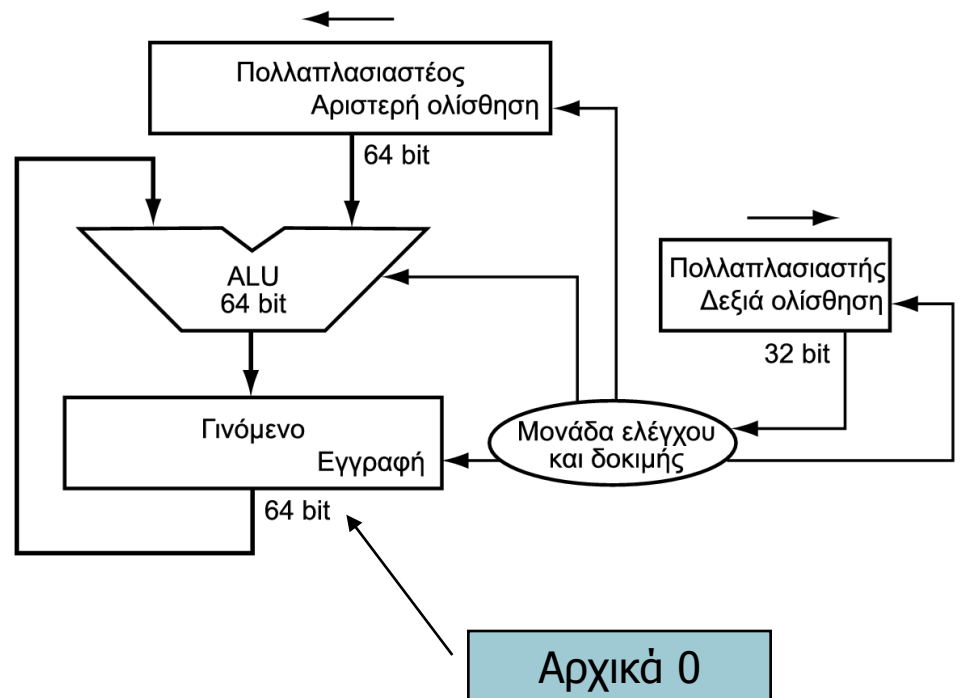 Πολλαπλασιαστέος
Αριστερή ολίσθηση
64 bit
ALU
64 bit
Πολλαπλασιαστής
Δεξιά ολίσθηση
32 bit
Γινόμενο
Εγγραφή
64 bit
Μονάδα ελέγχου
και δοκιμής
Αρχικά 0